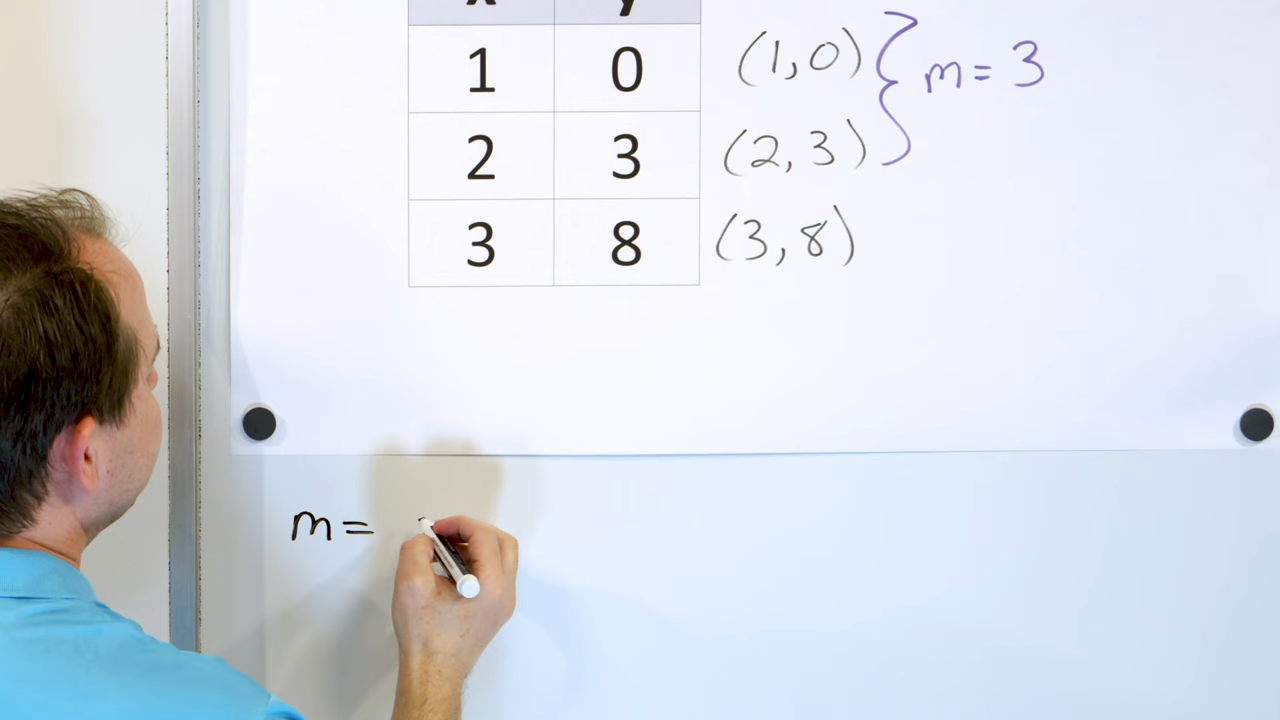 x y
1 0 (1,0) } m = 3
2 3 (2,3)
3 8 (3,8)
m =